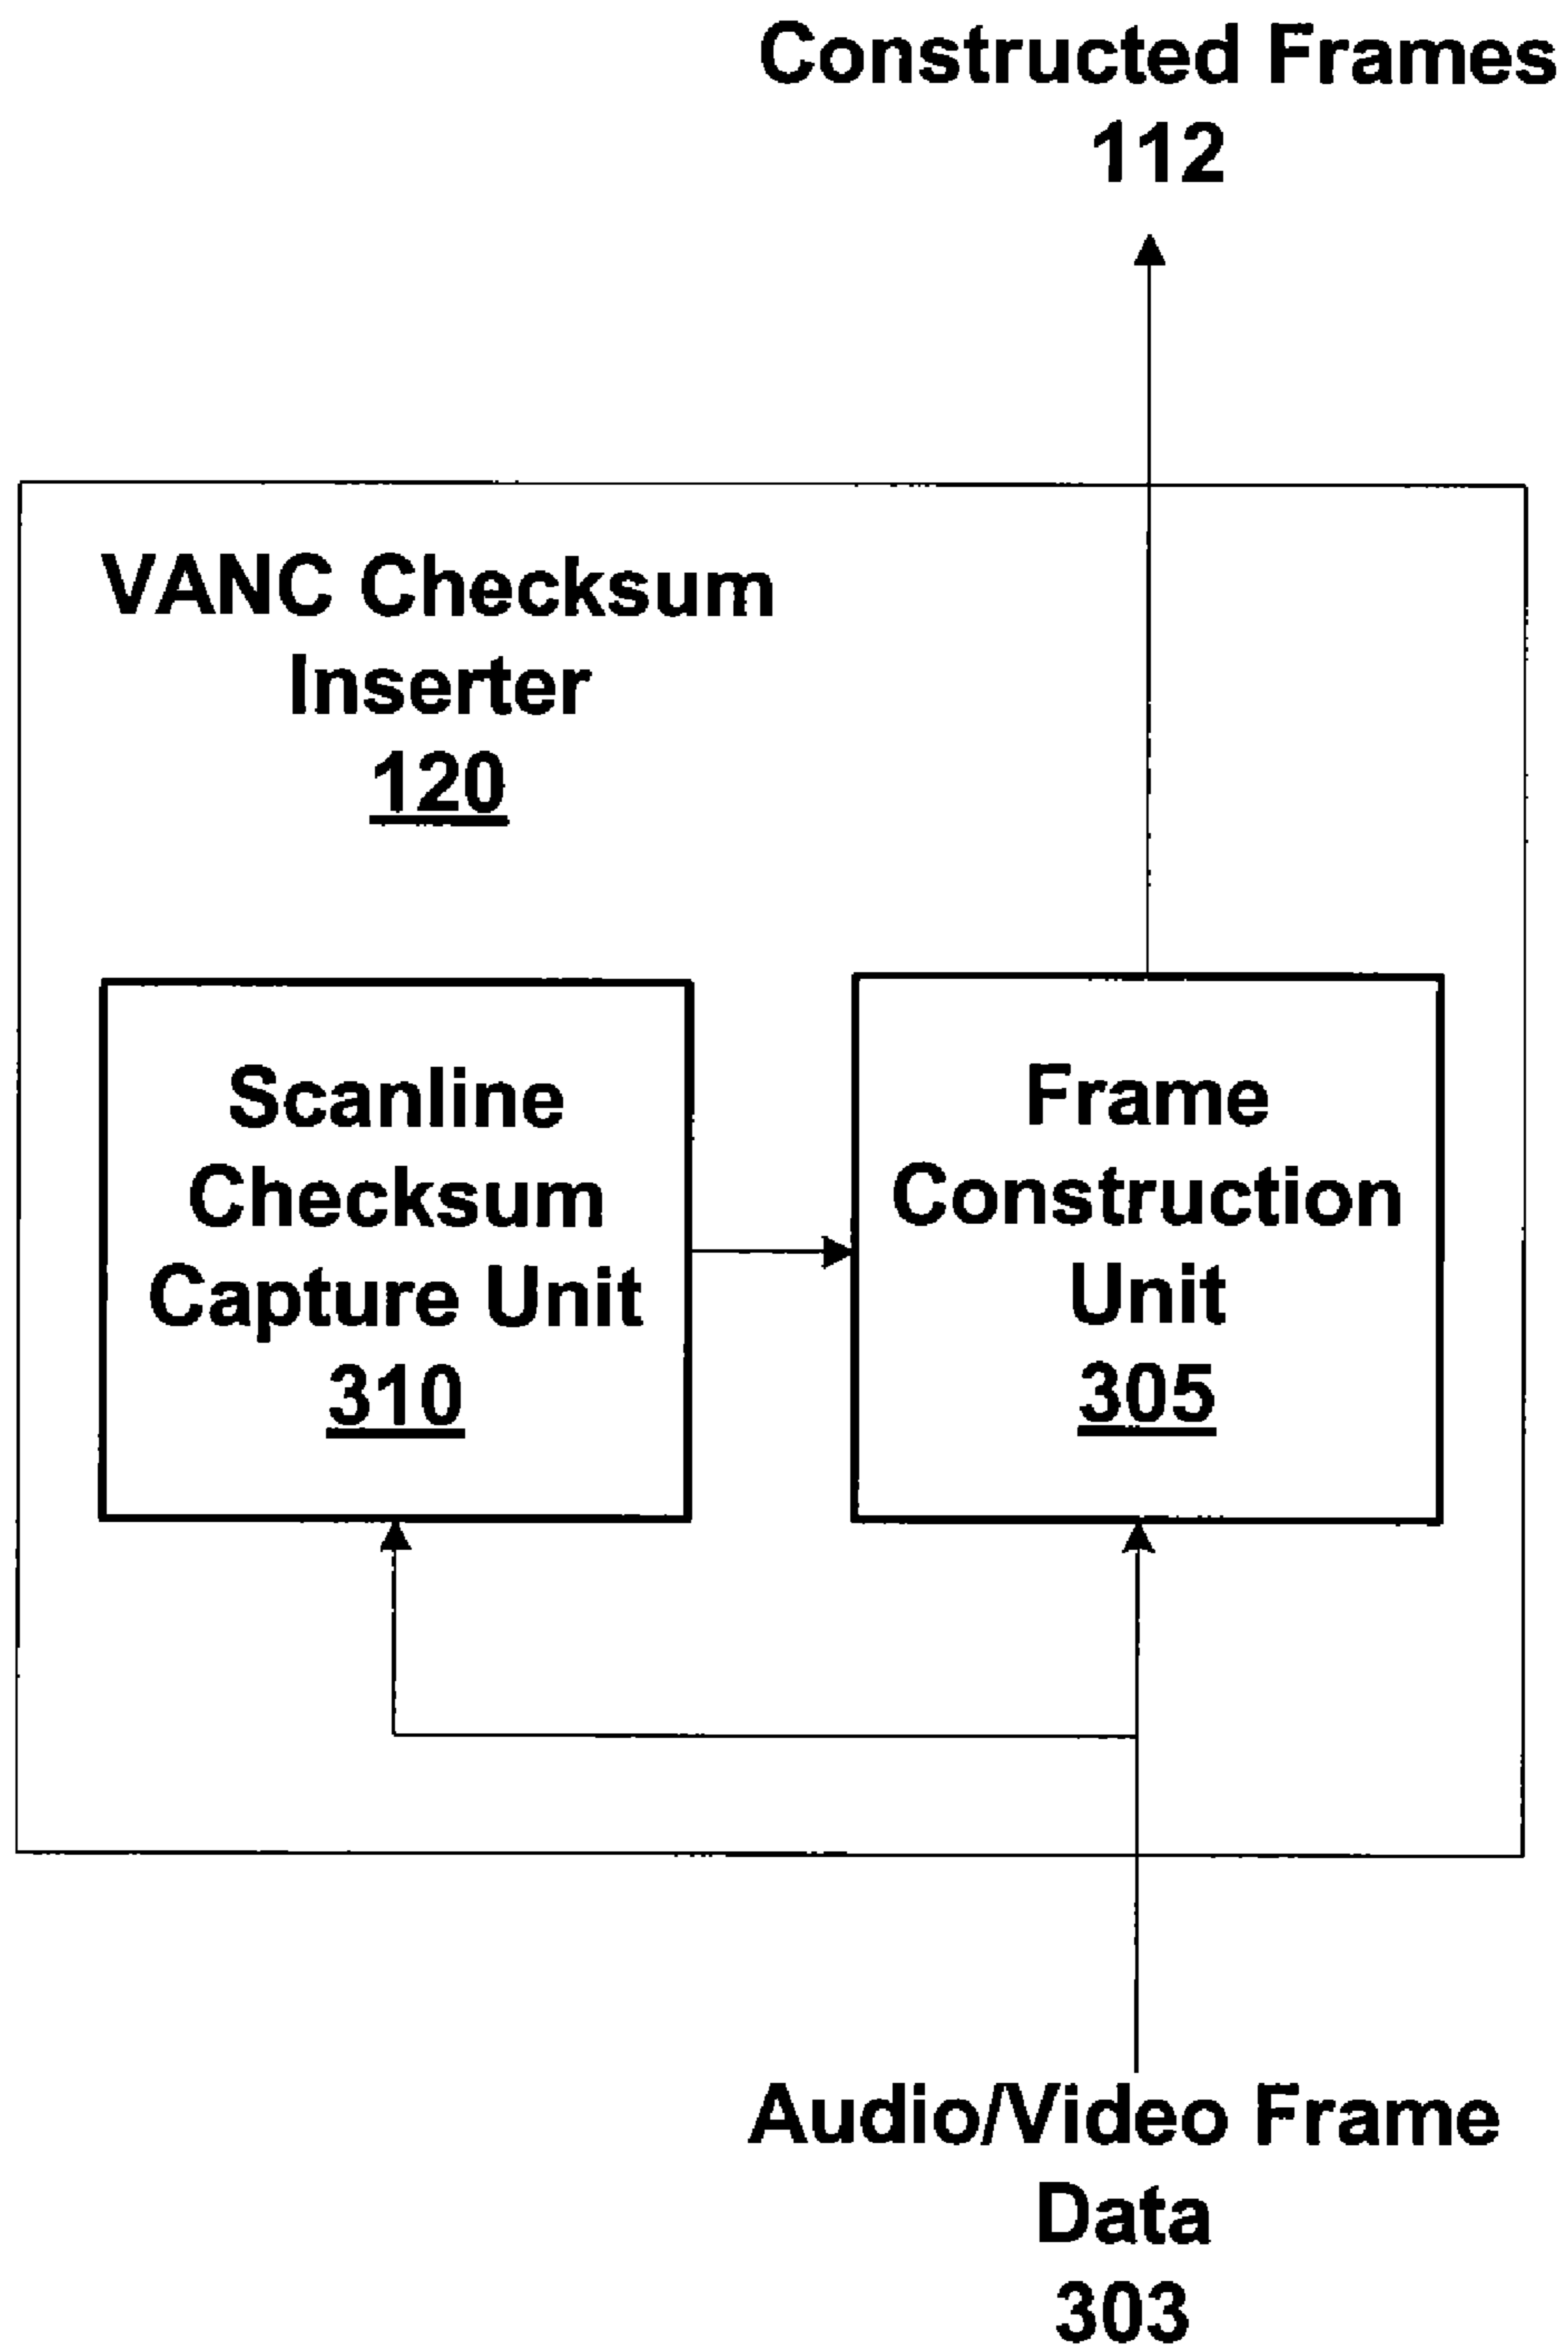 Constructed Frames
112
VANC Checksum
Inserter
120
Scanline
Checksum
Capture Unit
310
Frame
Construction
Unit
305
Audio/Video Frame
Data
303